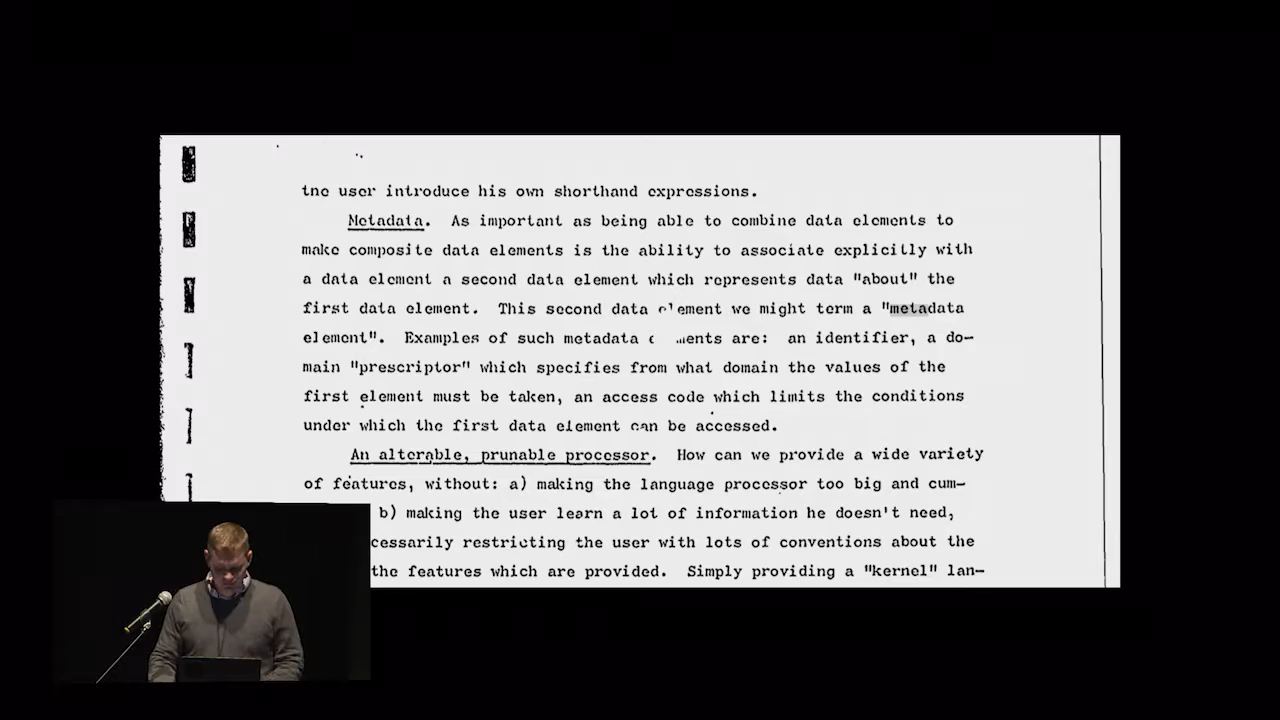 tne user introduce his own shorthand expressions.
Metadata. As important as being able to combine data elements to
make composite data elements is the ability to associate explicitly with
a data element a second data element which represents data "about" the
first data element. This second data element we might term a "metadata
element". Examples of such metadata are: an identifier, a do-
main "prescriptor" which specifies from what domain the values of the
first element must be taken, an access code which limits the conditions
under which the first data element can be accessed.
An alterable, prunable processor. How can we provide a wide variety
of features, without: a) making the language processor too big and cum-
b) making the user learn a lot of information he doesn't need,
cessarily restricting the user with lots of conventions about the
the features which are provided. Simply providing a "kernel" lan-